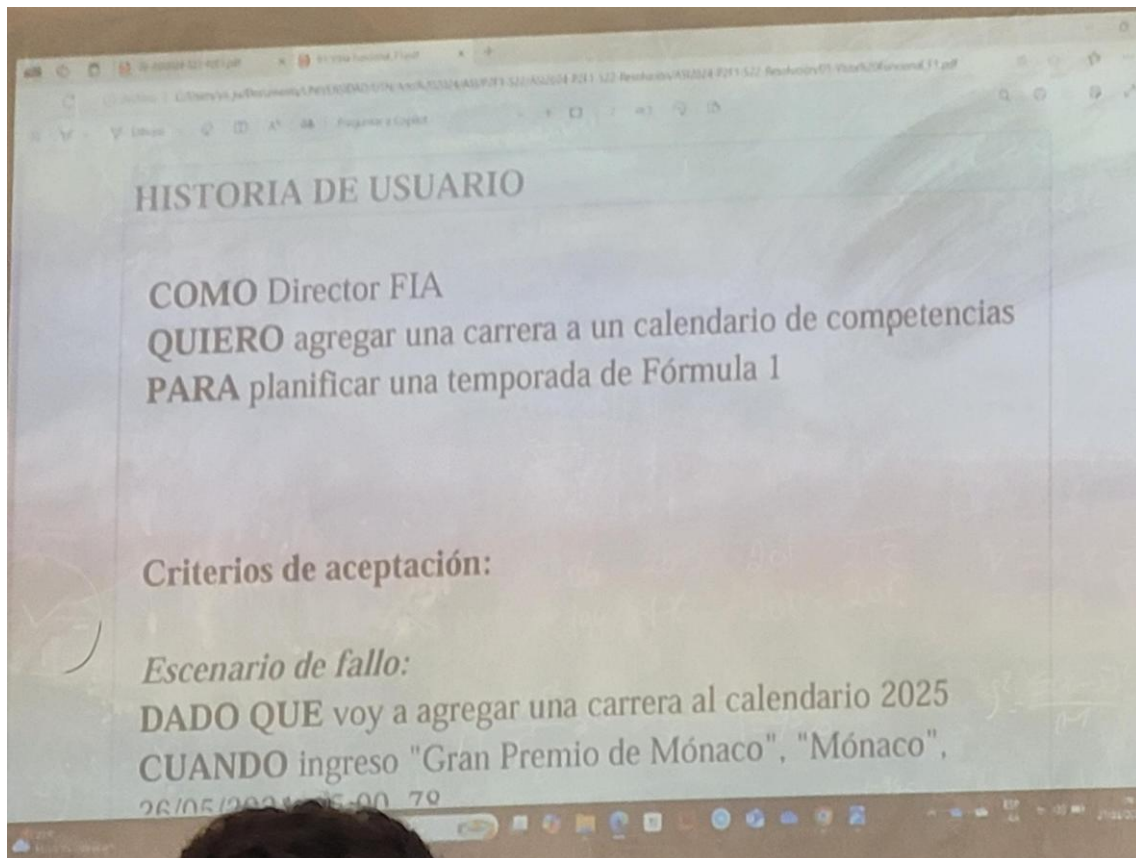 HISTORIA DE USUARIO
COMO Director FIA
QUIERO agregar una carrera a un calendario de competencias
PARA planificar una temporada de Fórmula 1
Criterios de aceptación:
Escenario de fallo:
DADO QUE voy a agregar una carrera al calendario 2025
CUANDO ingreso "Gran Premio de Mónaco", "Mónaco",